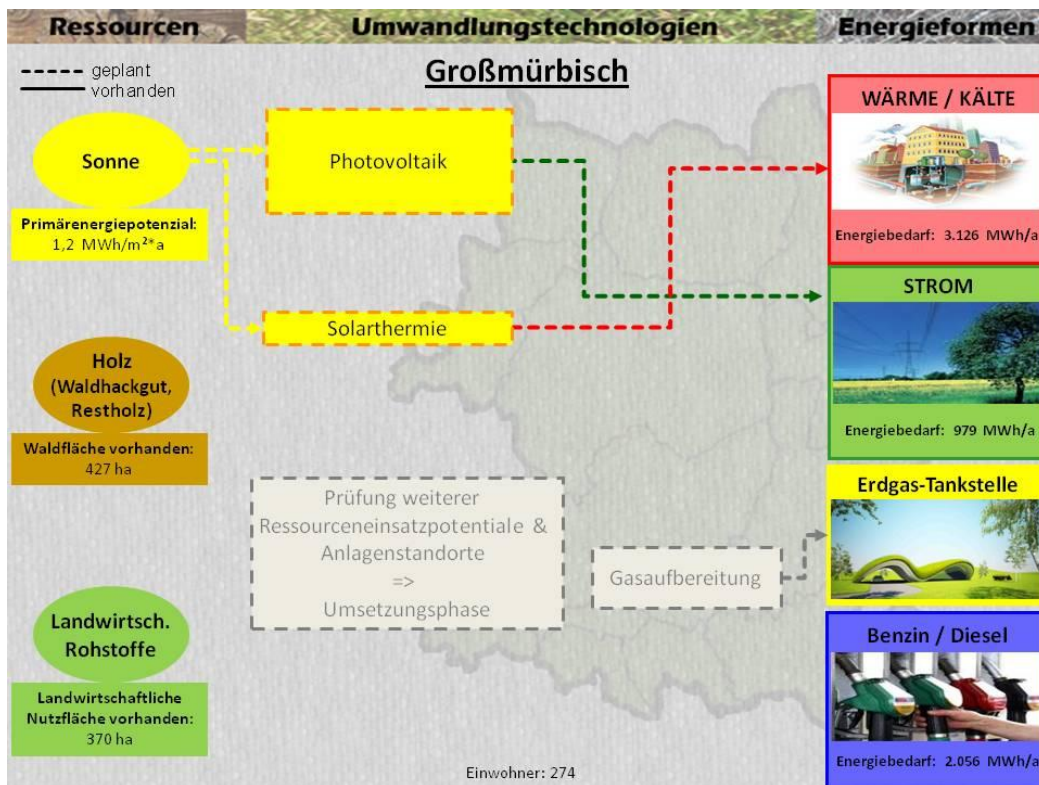 Ressourcen
Umwandlungstechnologien
Energieformen
geplant
vorhanden
Großmürbisch
Sonne
Primärenergiepotenzial:
1,2 MWh/m²*a
Photovoltaik
Solarthermie
WÄRME / KÄLTE
Energiebedarf: 3.126 MWh/a
STROM
Energiebedarf: 979 MWh/a
Holz
(Waldhackgut,
Restholz)
Waldfläche vorhanden:
427 ha
Prüfung weiterer
Ressourceneinsatzpotentiale &
Anlagenstandorte
=>
Umsetzungsphase
Gasaufbereitung
Erdgas-Tankstelle
Landwirtsch.
Rohstoffe
Landwirtschaftliche
Nutzfläche vorhanden:
370 ha
Benzin / Diesel
Energiebedarf: 2.056 MWh/a
Einwohner: 274